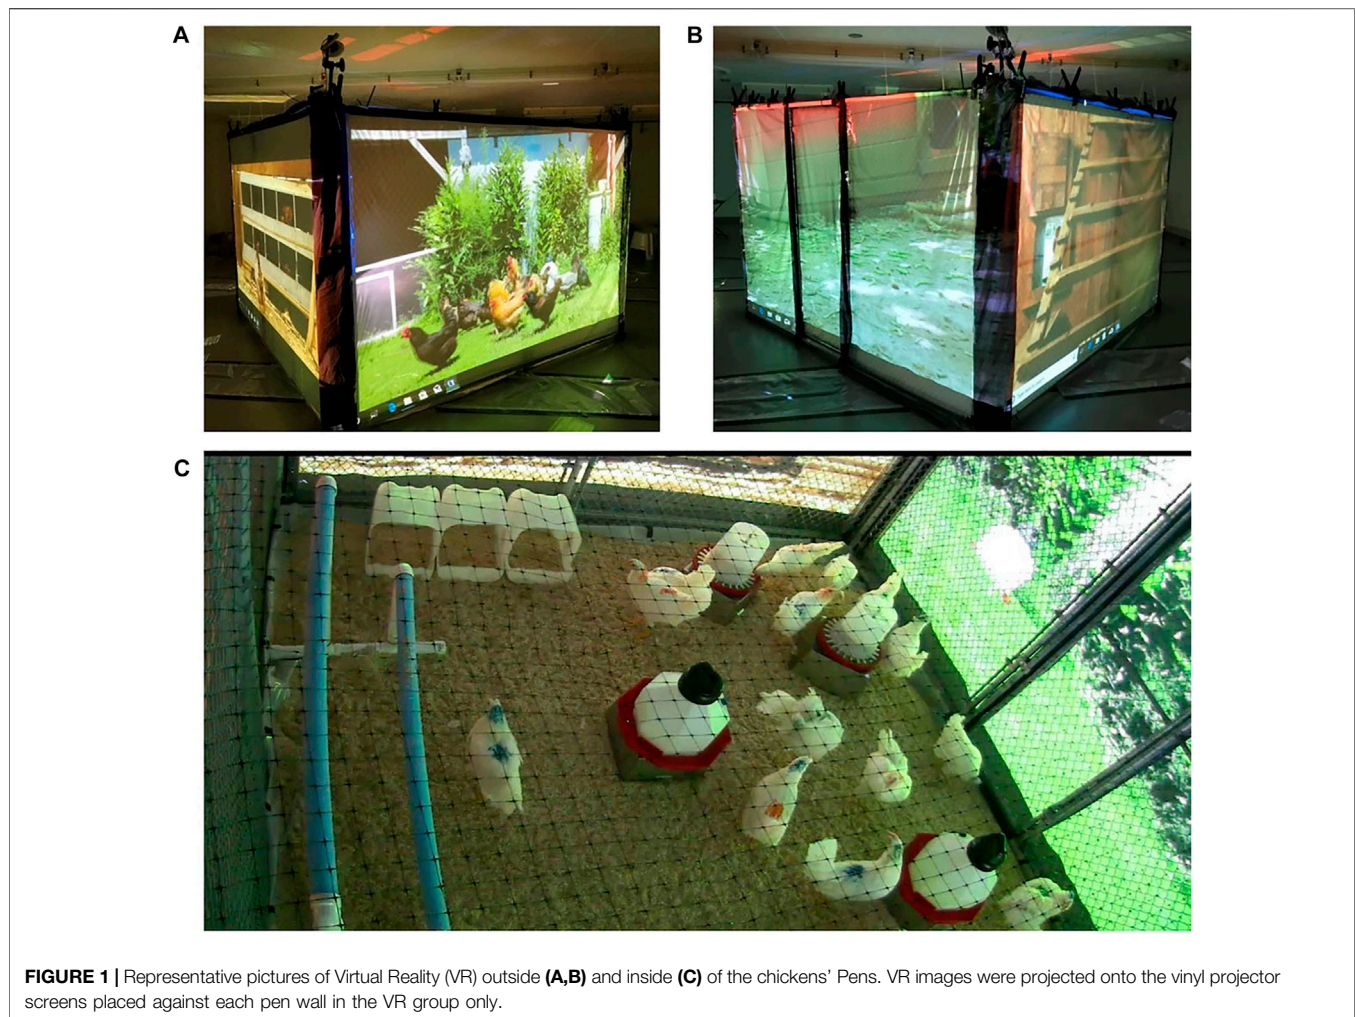 A
B
C
FIGURE 1 | Representative pictures of Virtual Reality (VR) outside (A,B) and inside (C) of the chickens' Pens. VR images were projected onto the vinyl projector
screens placed against each pen wall in the VR group only.